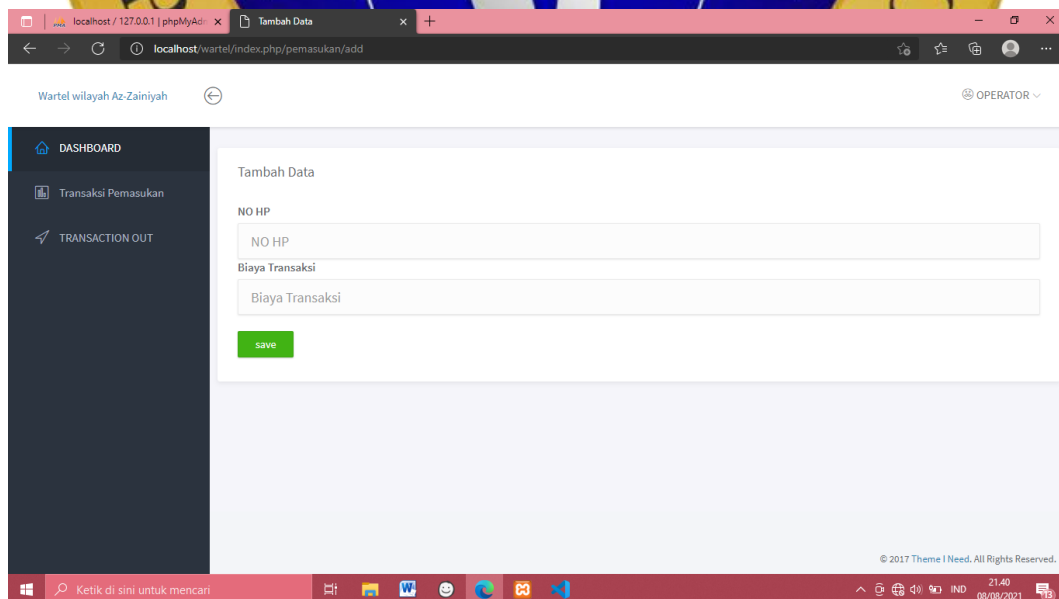 localhost / 127.0.0.1 | phpMyAdm
Tambah Data
localhost/wartel/index.php/pemasukan/add
Wartel wilayah Az-Zainiyah
OPERATOR
DASHBOARD
Transaksi Pemasukan
TRANSACTION OUT
Tambah Data
NO HP
NO HP
Biaya Transaksi
Biaya Transaksi
save
© 2017 Theme I Need. All Rights Reserved.
Ketik di sini untuk mencari
IND
21.40
08/08/2021
13